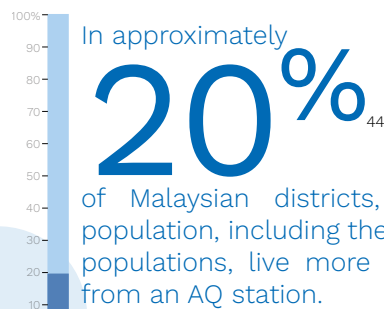 100%
90
80
70
60
50
40
30
20
10
In approximately
20%
44
of Malaysian districts,
population, including the
populations, live more
from an AQ station.